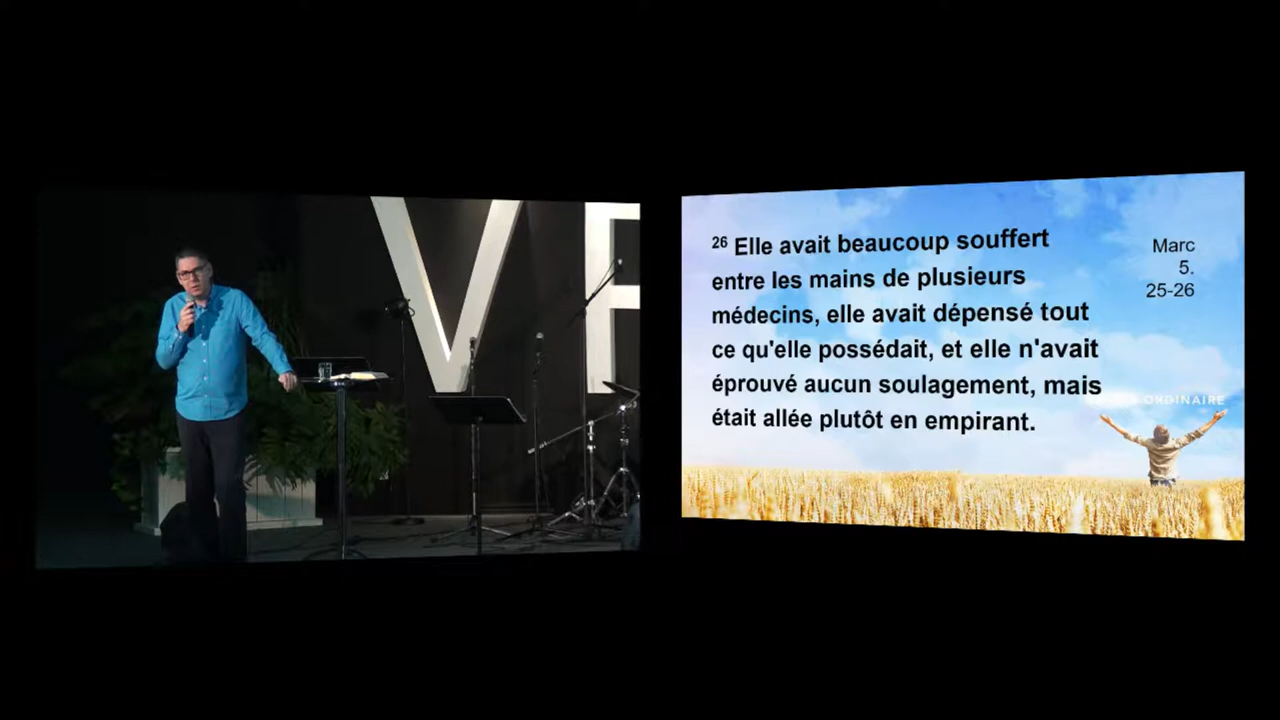 VE
26 Elle avait beaucoup souffert
entre les mains de plusieurs
médecins, elle avait dépensé tout
ce qu'elle possédait, et elle n'avait
éprouvé aucun soulagement, mais
était allée plutôt en empirant.
Marc
5.
25-26
ORDINAIRE